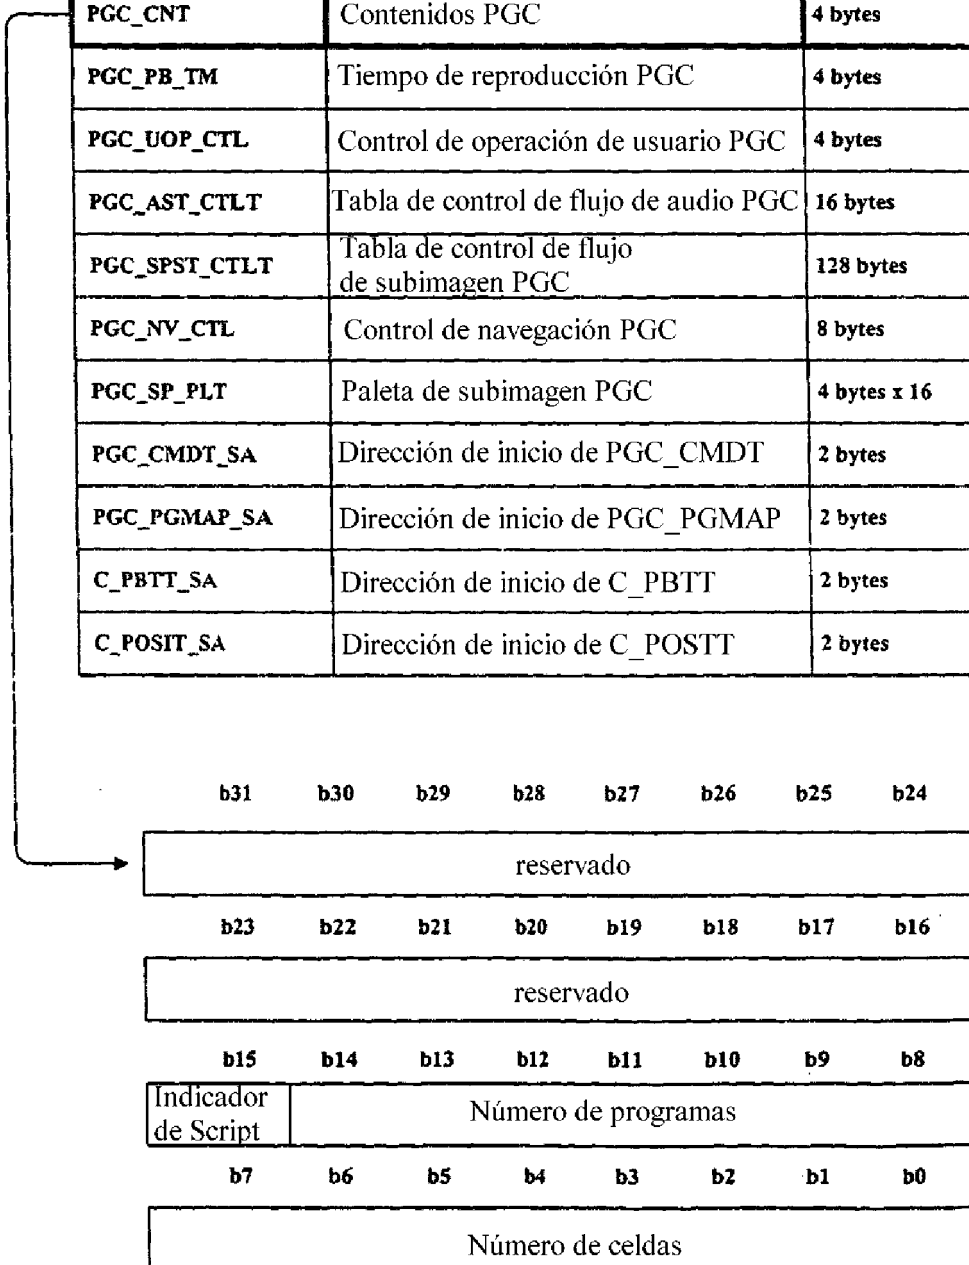 PGC_CNT Contenidos PGC 4 bytes
PGC_PB_TM Tiempo de reproducción PGC 4 bytes
PGC_UOP_CTL Control de operación de usuario PGC 4 bytes
PGC_AST_CTLT Tabla de control de flujo de audio PGC 16 bytes
PGC_SPST_CTLT Tabla de control de flujo de subimagen PGC 128 bytes
PGC_NV_CTL Control de navegación PGC 8 bytes
PGC_SP_PLT Paleta de subimagen PGC 4 bytes x 16
PGC_CMDT_SA Dirección de inicio de PGC_CMDT 2 bytes
PGC_PGMAP_SA Dirección de inicio de PGC_PGMAP 2 bytes
C_PBTT_SA Dirección de inicio de C_PBTT 2 bytes
C_POSIT_SA Dirección de inicio de C_POSTT 2 bytes
b31 b30 b29 b28 b27 b26 b25 b24
reservado
b23 b22 b21 b20 b19 b18 b17 b16
reservado
b15 b14 b13 b12 b11 b10 b9 b8
Indicador de Script Número de programas
b7 b6 b5 b4 b3 b2 b1 b0
Número de celdas